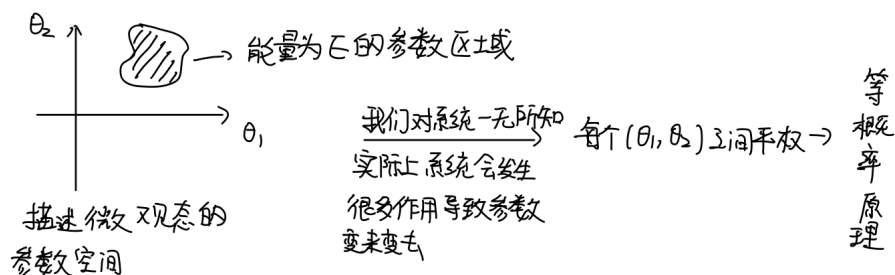 θ₂
能量为E的参数区域
θ₁
描述微观态的
参数空间
我们对系统一无所知
实际上系统会发生
很多作用导致参数
变来变去
每个(θ₁,θ₂)之间平权→
等概率原理